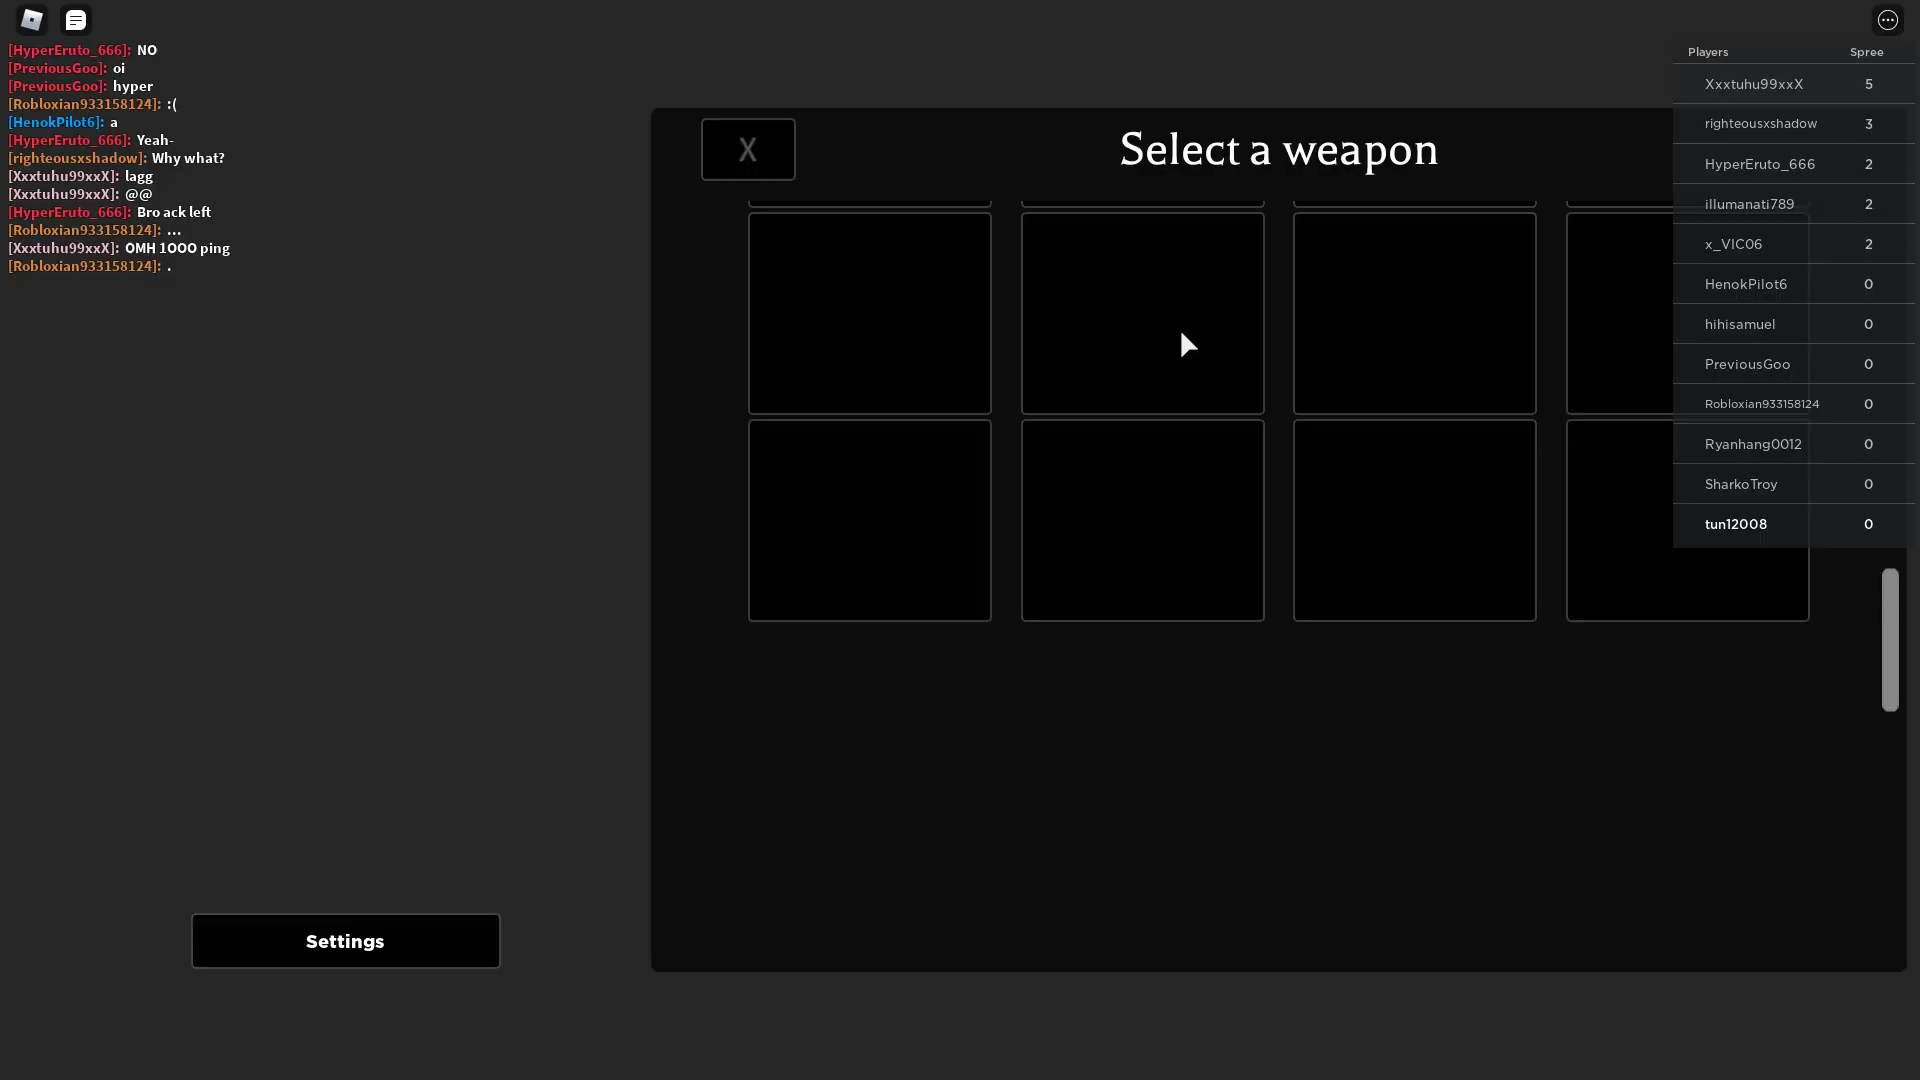 [HyperEruto_666]: NO
[PreviousGoo]: oi
[PreviousGoo]: hyper
[Robloxian933158124]: :(
[HenokPilot6]: a
[HyperEruto_666]: Yeah-
[righteousxshadow]: Why what?
[Xxxtuhu99xxX]: lagg
[Xxxtuhu99xxX]: @@
[HyperEruto_666]: Bro ack left
[Robloxian933158124]: ...
[Xxxtuhu99xxX]: OMH 1000 ping
[Robloxian933158124]: .
X
Select a weapon
Players Spree
Xxxtuhu99xxX 5
righteousxshadow 3
HyperEruto_666 2
illumanati789 2
x_VIC06 2
HenokPilot6 0
hihisamuel 0
PreviousGoo 0
Robloxian933158124 0
Ryanhang0012 0
SharkoTroy 0
tun12008 0
Settings